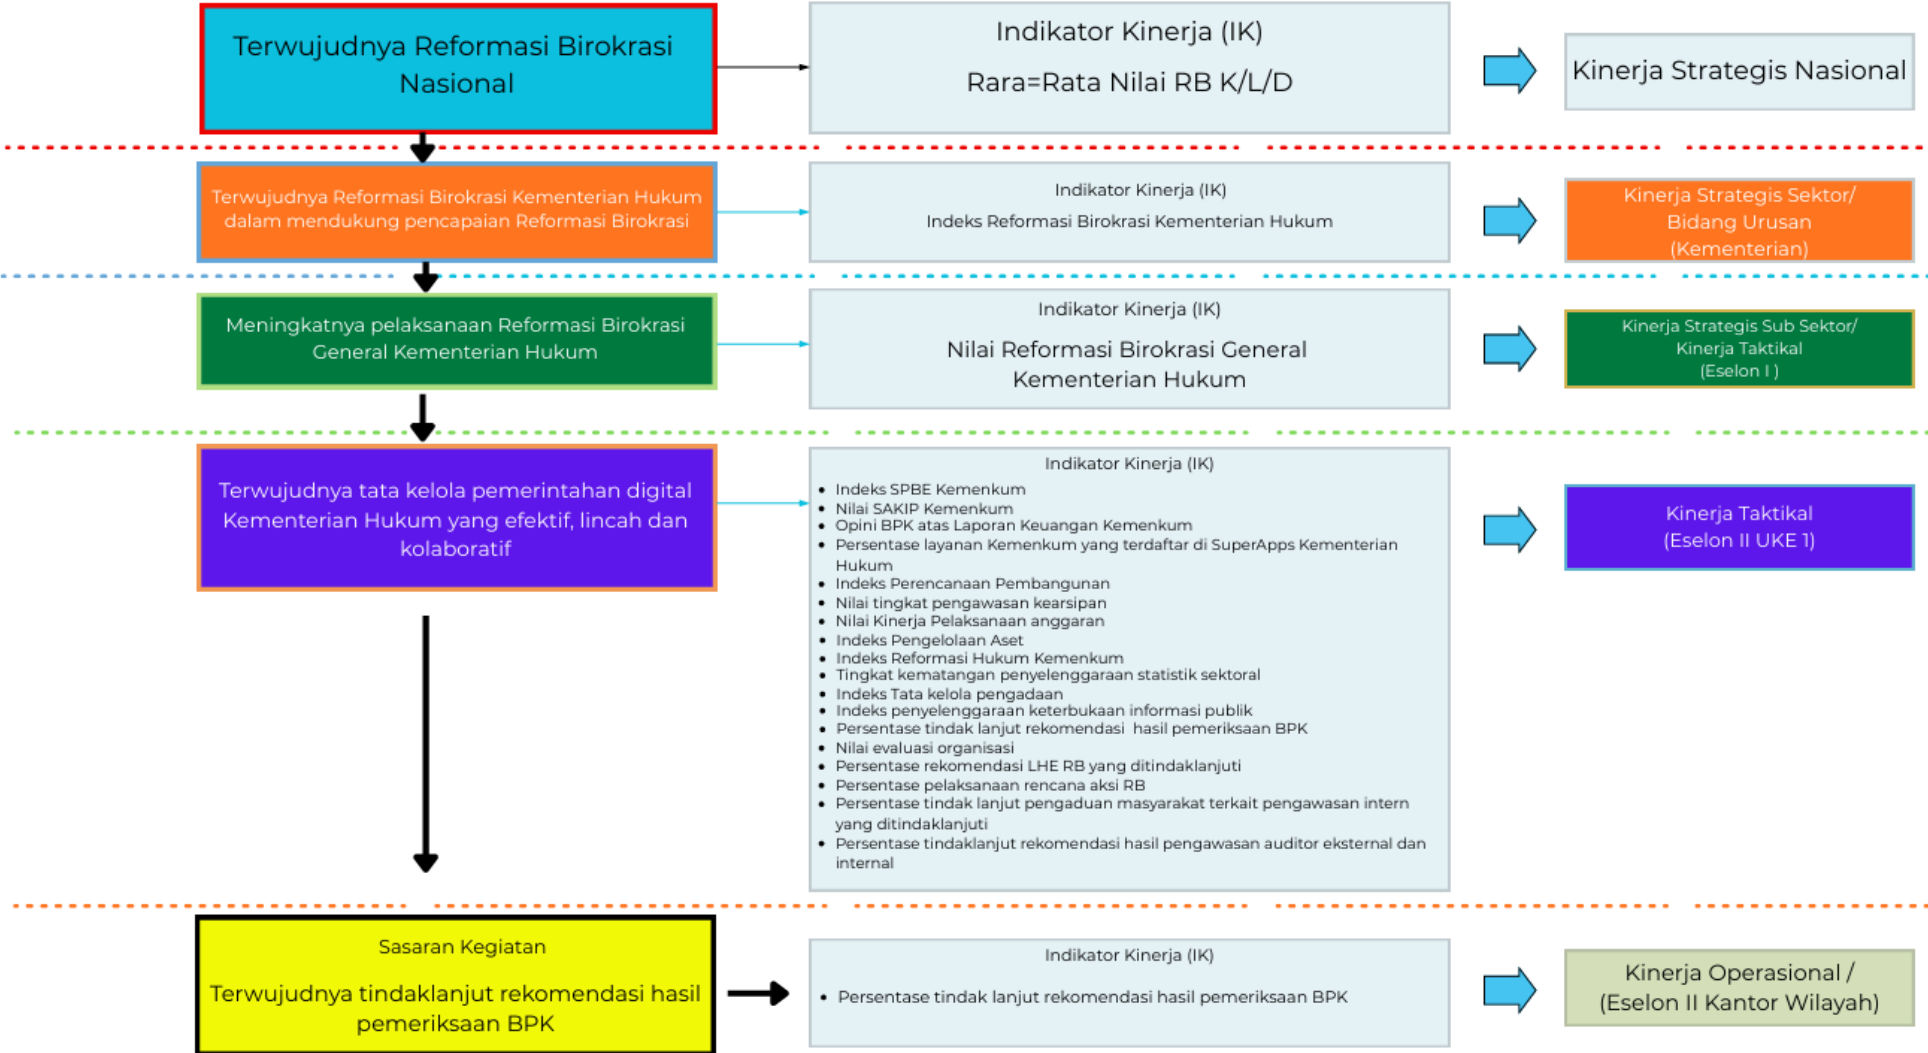 Terwujudnya Reformasi Birokrasi
Nasional
Indikator Kinerja (IK)
Rara=Rata Nilai RB K/L/D
Kinerja Strategis Nasional
Terwujudnya Reformasi Birokrasi Kementerian Hukum
dalam mendukung pencapaian Reformasi Birokrasi
Indikator Kinerja (IK)
Indeks Reformasi Birokrasi Kementerian Hukum
Kinerja Strategis Sektor/
Bidang Urusan
(Kementerian)
Meningkatnya pelaksanaan Reformasi Birokrasi
General Kementerian Hukum
Indikator Kinerja (IK)
Nilai Reformasi Birokrasi General
Kementerian Hukum
Kinerja Strategis Sub Sektor/
Kinerja Taktikal
(Eselon I )
Terwujudnya tata kelola pemerintahan digital
Kementerian Hukum yang efektif, lincah dan
kolaboratif
Indikator Kinerja (IK)
• Indeks SPBE Kemenkum
• Nilai SAKIP Kemenkum
• Opini BPK atas Laporan Keuangan Kemenkum
• Persentase layanan Kemenkum yang terdaftar di SuperApps Kementerian
Hukum
• Indeks Perencanaan Pembangunan
• Nilai tingkat pengawasan kearsipan
• Nilai Kinerja Pelaksanaan anggaran
• Indeks Pengelolaan Aset
• Indeks Reformasi Hukum Kemenkum
• Tingkat kematangan penyelenggaraan statistik sektoral
• Indeks Tata kelola pengadaan
• Indeks penyelenggaraan keterbukaan informasi publik
• Persentase tindak lanjut rekomendasi  hasil pemeriksaan BPK
• Nilai evaluasi organisasi
• Persentase rekomendasi LHE RB yang ditindaklanjuti
• Persentase pelaksanaan rencana aksi RB
• Persentase tindak lanjut pengaduan masyarakat terkait pengawasan intern
yang ditindaklanjuti
• Persentase tindaklanjut rekomendasi hasil pengawasan auditor eksternal dan
internal
Kinerja Taktikal
(Eselon II UKE 1)
Sasaran Kegiatan
Terwujudnya tindaklanjut rekomendasi hasil
pemeriksaan BPK
Indikator Kinerja (IK)
• Persentase tindak lanjut rekomendasi hasil pemeriksaan BPK
Kinerja Operasional /
(Eselon II Kantor Wilayah)